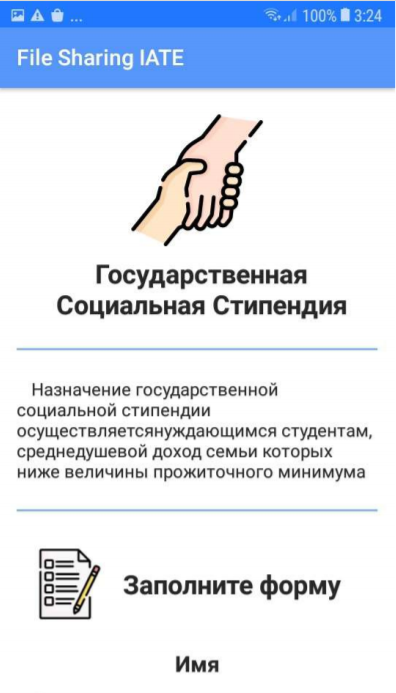 ... 100% 3:24
File Sharing IATE
Государственная
Социальная Стипендия
Назначение государственной
социальной стипендии
осуществляетсянуждающимся студентам,
среднедушевой доход семьи которых
ниже величины прожиточного минимума
Заполните форму
Имя